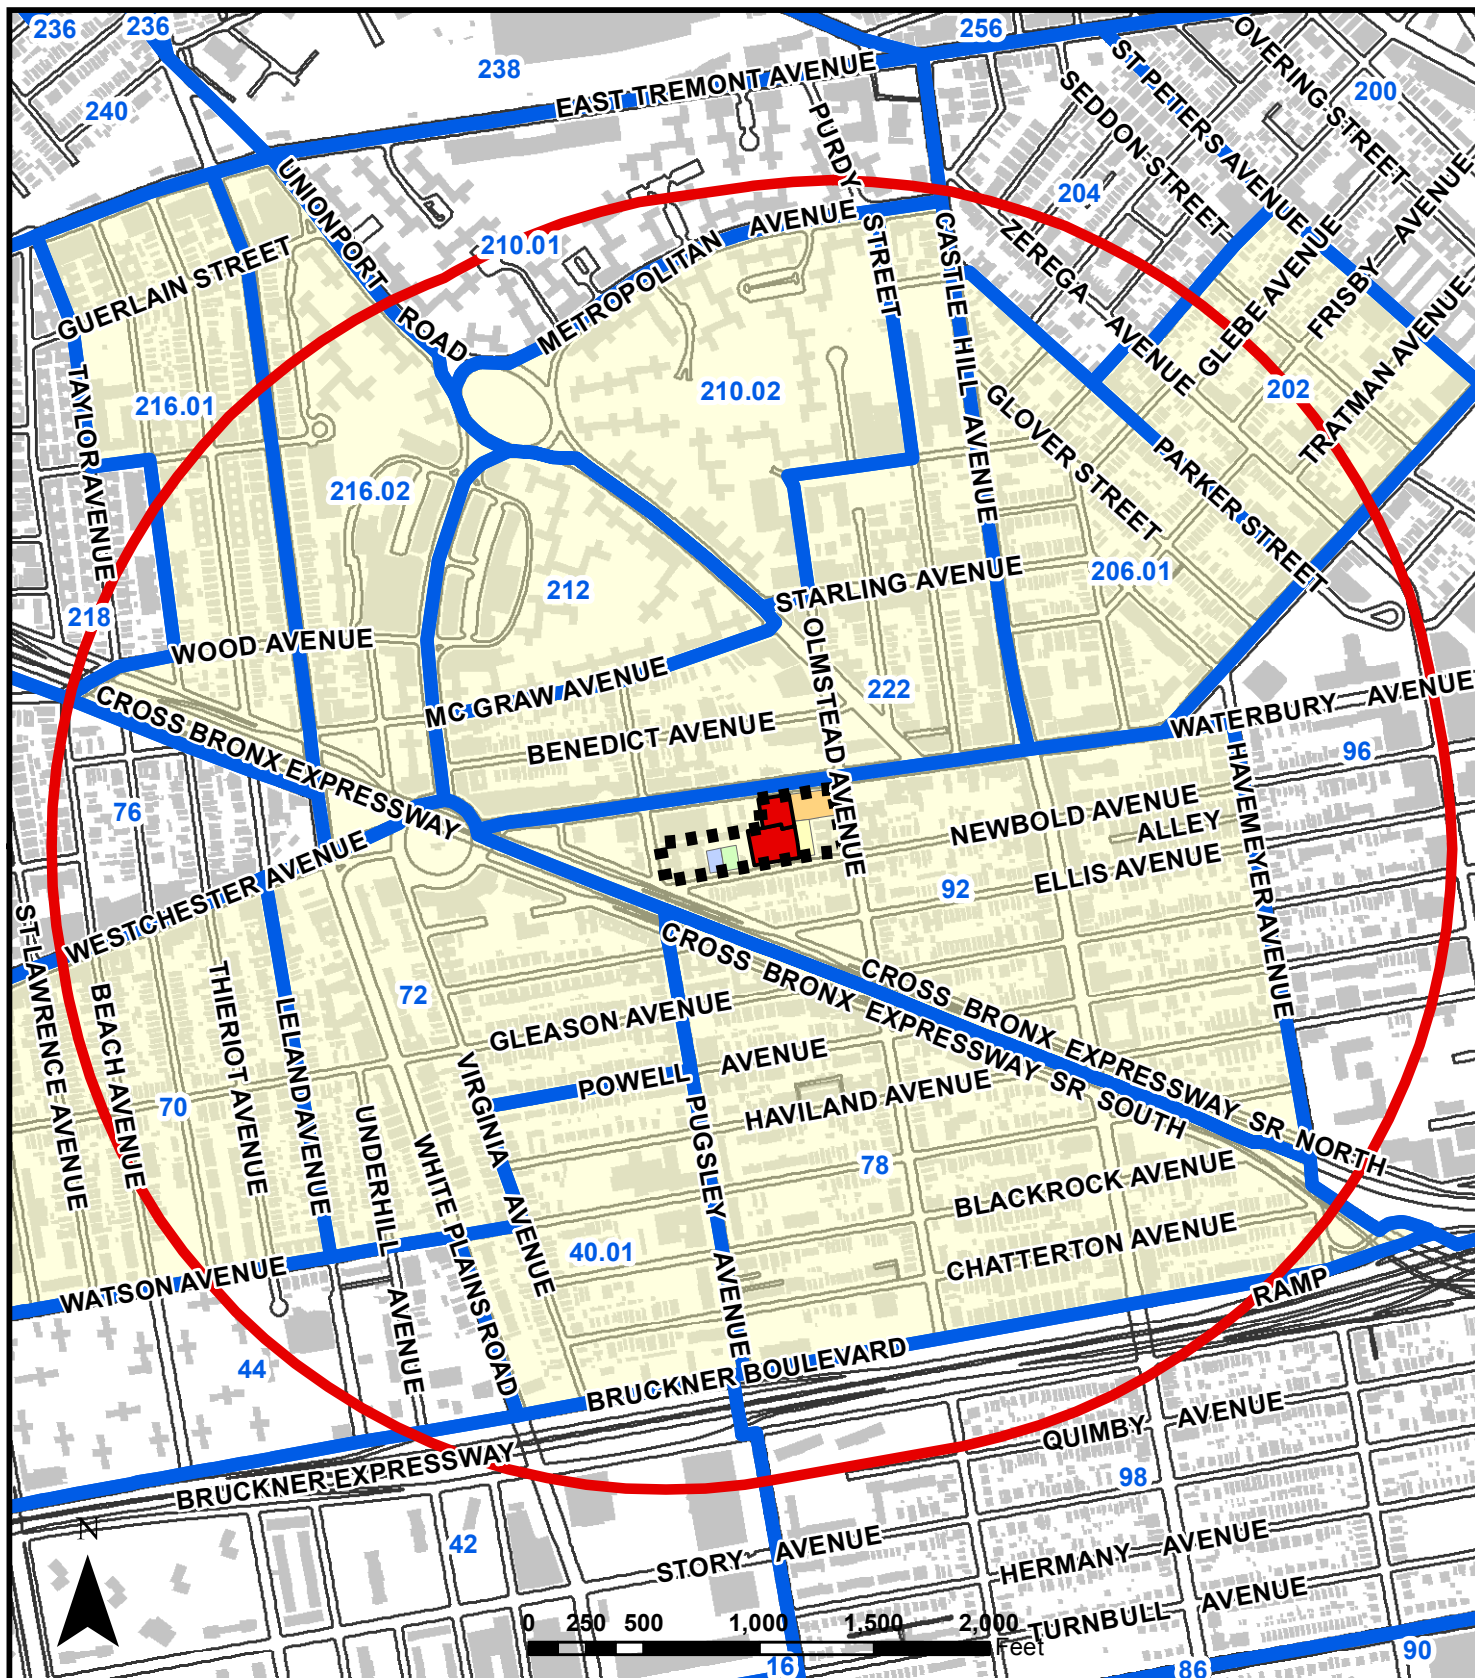 236
236
256
238
240
200
EAST TREMONT AVENUE
ST PETERS AVENUE
OVERING STREET
SEDDON STREET
PURDY STREET
204
UNIONPORT ROAD
210.01
METROPOLITAN AVENUE
CASTLE HILL AVENUE
ZEREGA AVENUE
GLEBE AVENUE
FRISBY AVENUE
TRATMAN AVENUE
GUERLAIN STREET
TAYLOR AVENUE
216.01
210.02
202
GLOVER STREET
PARKER STREET
216.02
212
STARLING AVENUE
206.01
218
WOOD AVENUE
MC GRAW AVENUE
OLMSTEAD AVENUE
222
CROSS BRONX EXPRESSWAY
BENEDICT AVENUE
WATERBURY AVENUE
96
HAVEMEYER AVENUE
76
NEWBOLD AVENUE
ALLEY
ELLIS AVENUE
92
WESTCHESTER AVENUE
ST LAWRENCE AVENUE
BEACH AVENUE
THIERIOT AVENUE
LELAND AVENUE
72
CROSS BRONX EXPRESSWAY SR SOUTH
CROSS BRONX EXPRESSWAY SR NORTH
GLEASON AVENUE
POWELL AVENUE
HAVILAND AVENUE
VIRGINIA AVENUE
PUGSLEY AVENUE
70
UNDERHILL AVENUE
WHITE PLAINS ROAD
78
BLACKROCK AVENUE
CHATTERTON AVENUE
40.01
WATSON AVENUE
RAMP
44
BRUCKNER BOULEVARD
BRUCKNER EXPRESSWAY
QUIMBY AVENUE
98
N
42
STORY AVENUE
HERMANY AVENUE
TURNBULL AVENUE
0 250 500 1,000 1,500 2,000
Feet
16
86
90